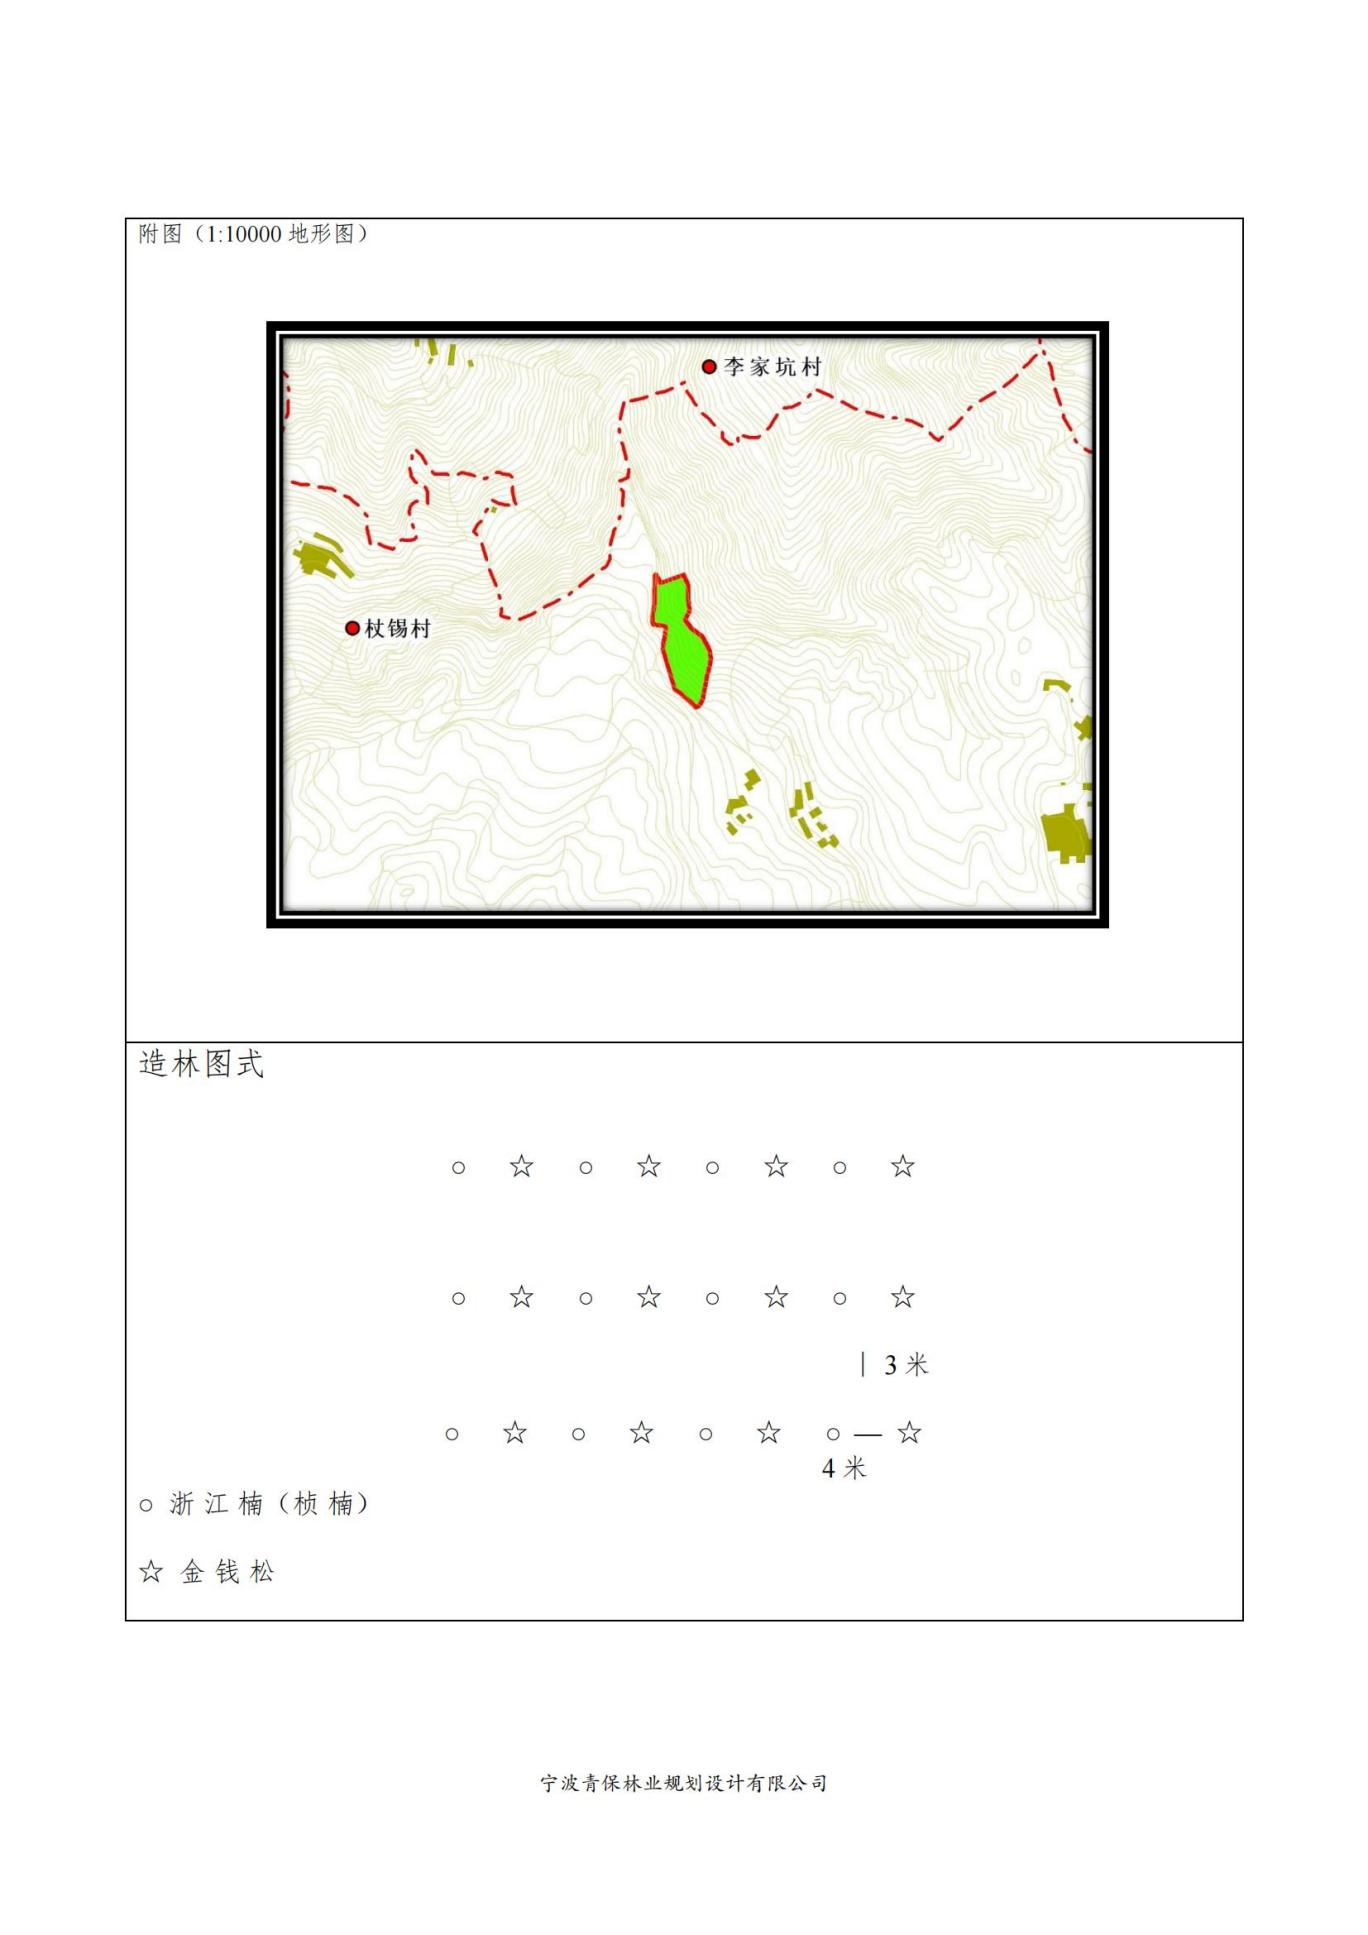 附图（1:10000 地形图）
李家坑村
杖锡村
造林图式
○ ☆ ○ ☆ ○ ☆ ○ ☆
○ ☆ ○ ☆ ○ ☆ ○ ☆
｜ 3 米
○ ☆ ○ ☆ ○ ☆ ○ — ☆
4 米
○ 浙江楠（桢楠）
☆ 金钱松
宁波青保林业规划设计有限公司